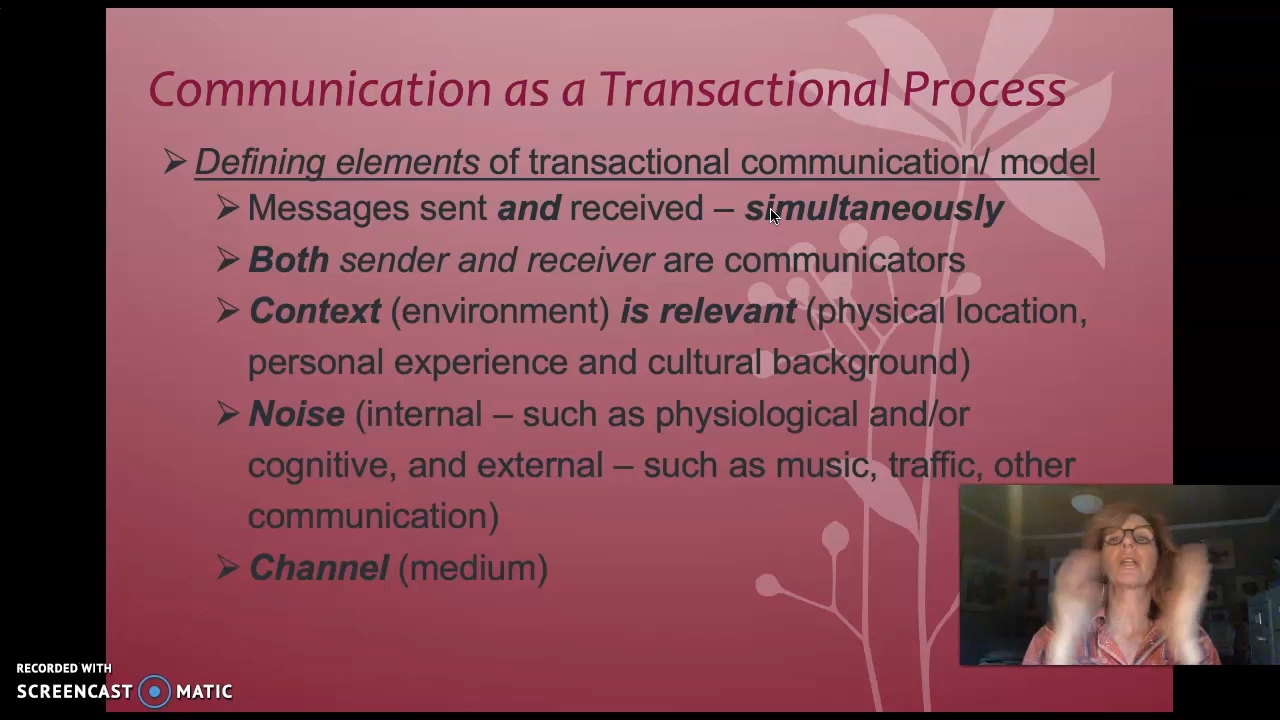 Communication as a Transactional Process
➢ Defining elements of transactional communication/ model
➢ Messages sent and received – simultaneously
➢ Both sender and receiver are communicators
➢ Context (environment) is relevant (physical location,
personal experience and cultural background)
➢ Noise (internal – such as physiological and/or
cognitive, and external – such as music, traffic, other
communication)
➢ Channel (medium)
RECORDED WITH
SCREENCAST MATIC